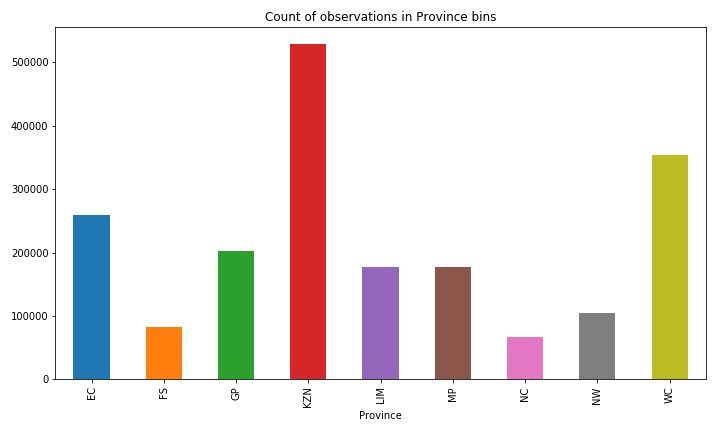 Count of observations in Province bins
500000
400000
300000
200000
100000
0
EC FS GP KZN LIM MP NC NW WC
Province